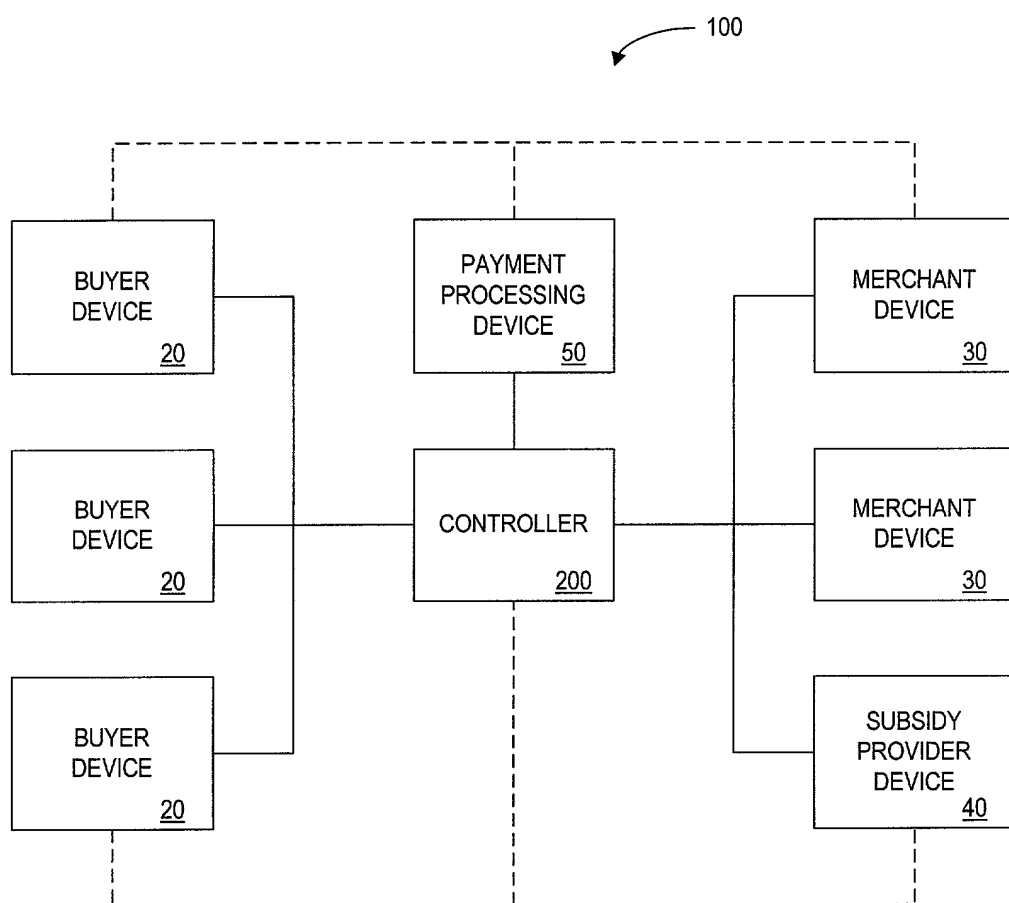 100
BUYER
DEVICE
20
PAYMENT
PROCESSING
DEVICE
50
MERCHANT
DEVICE
30
BUYER
DEVICE
20
CONTROLLER
200
MERCHANT
DEVICE
30
BUYER
DEVICE
20
SUBSIDY
PROVIDER
DEVICE
40